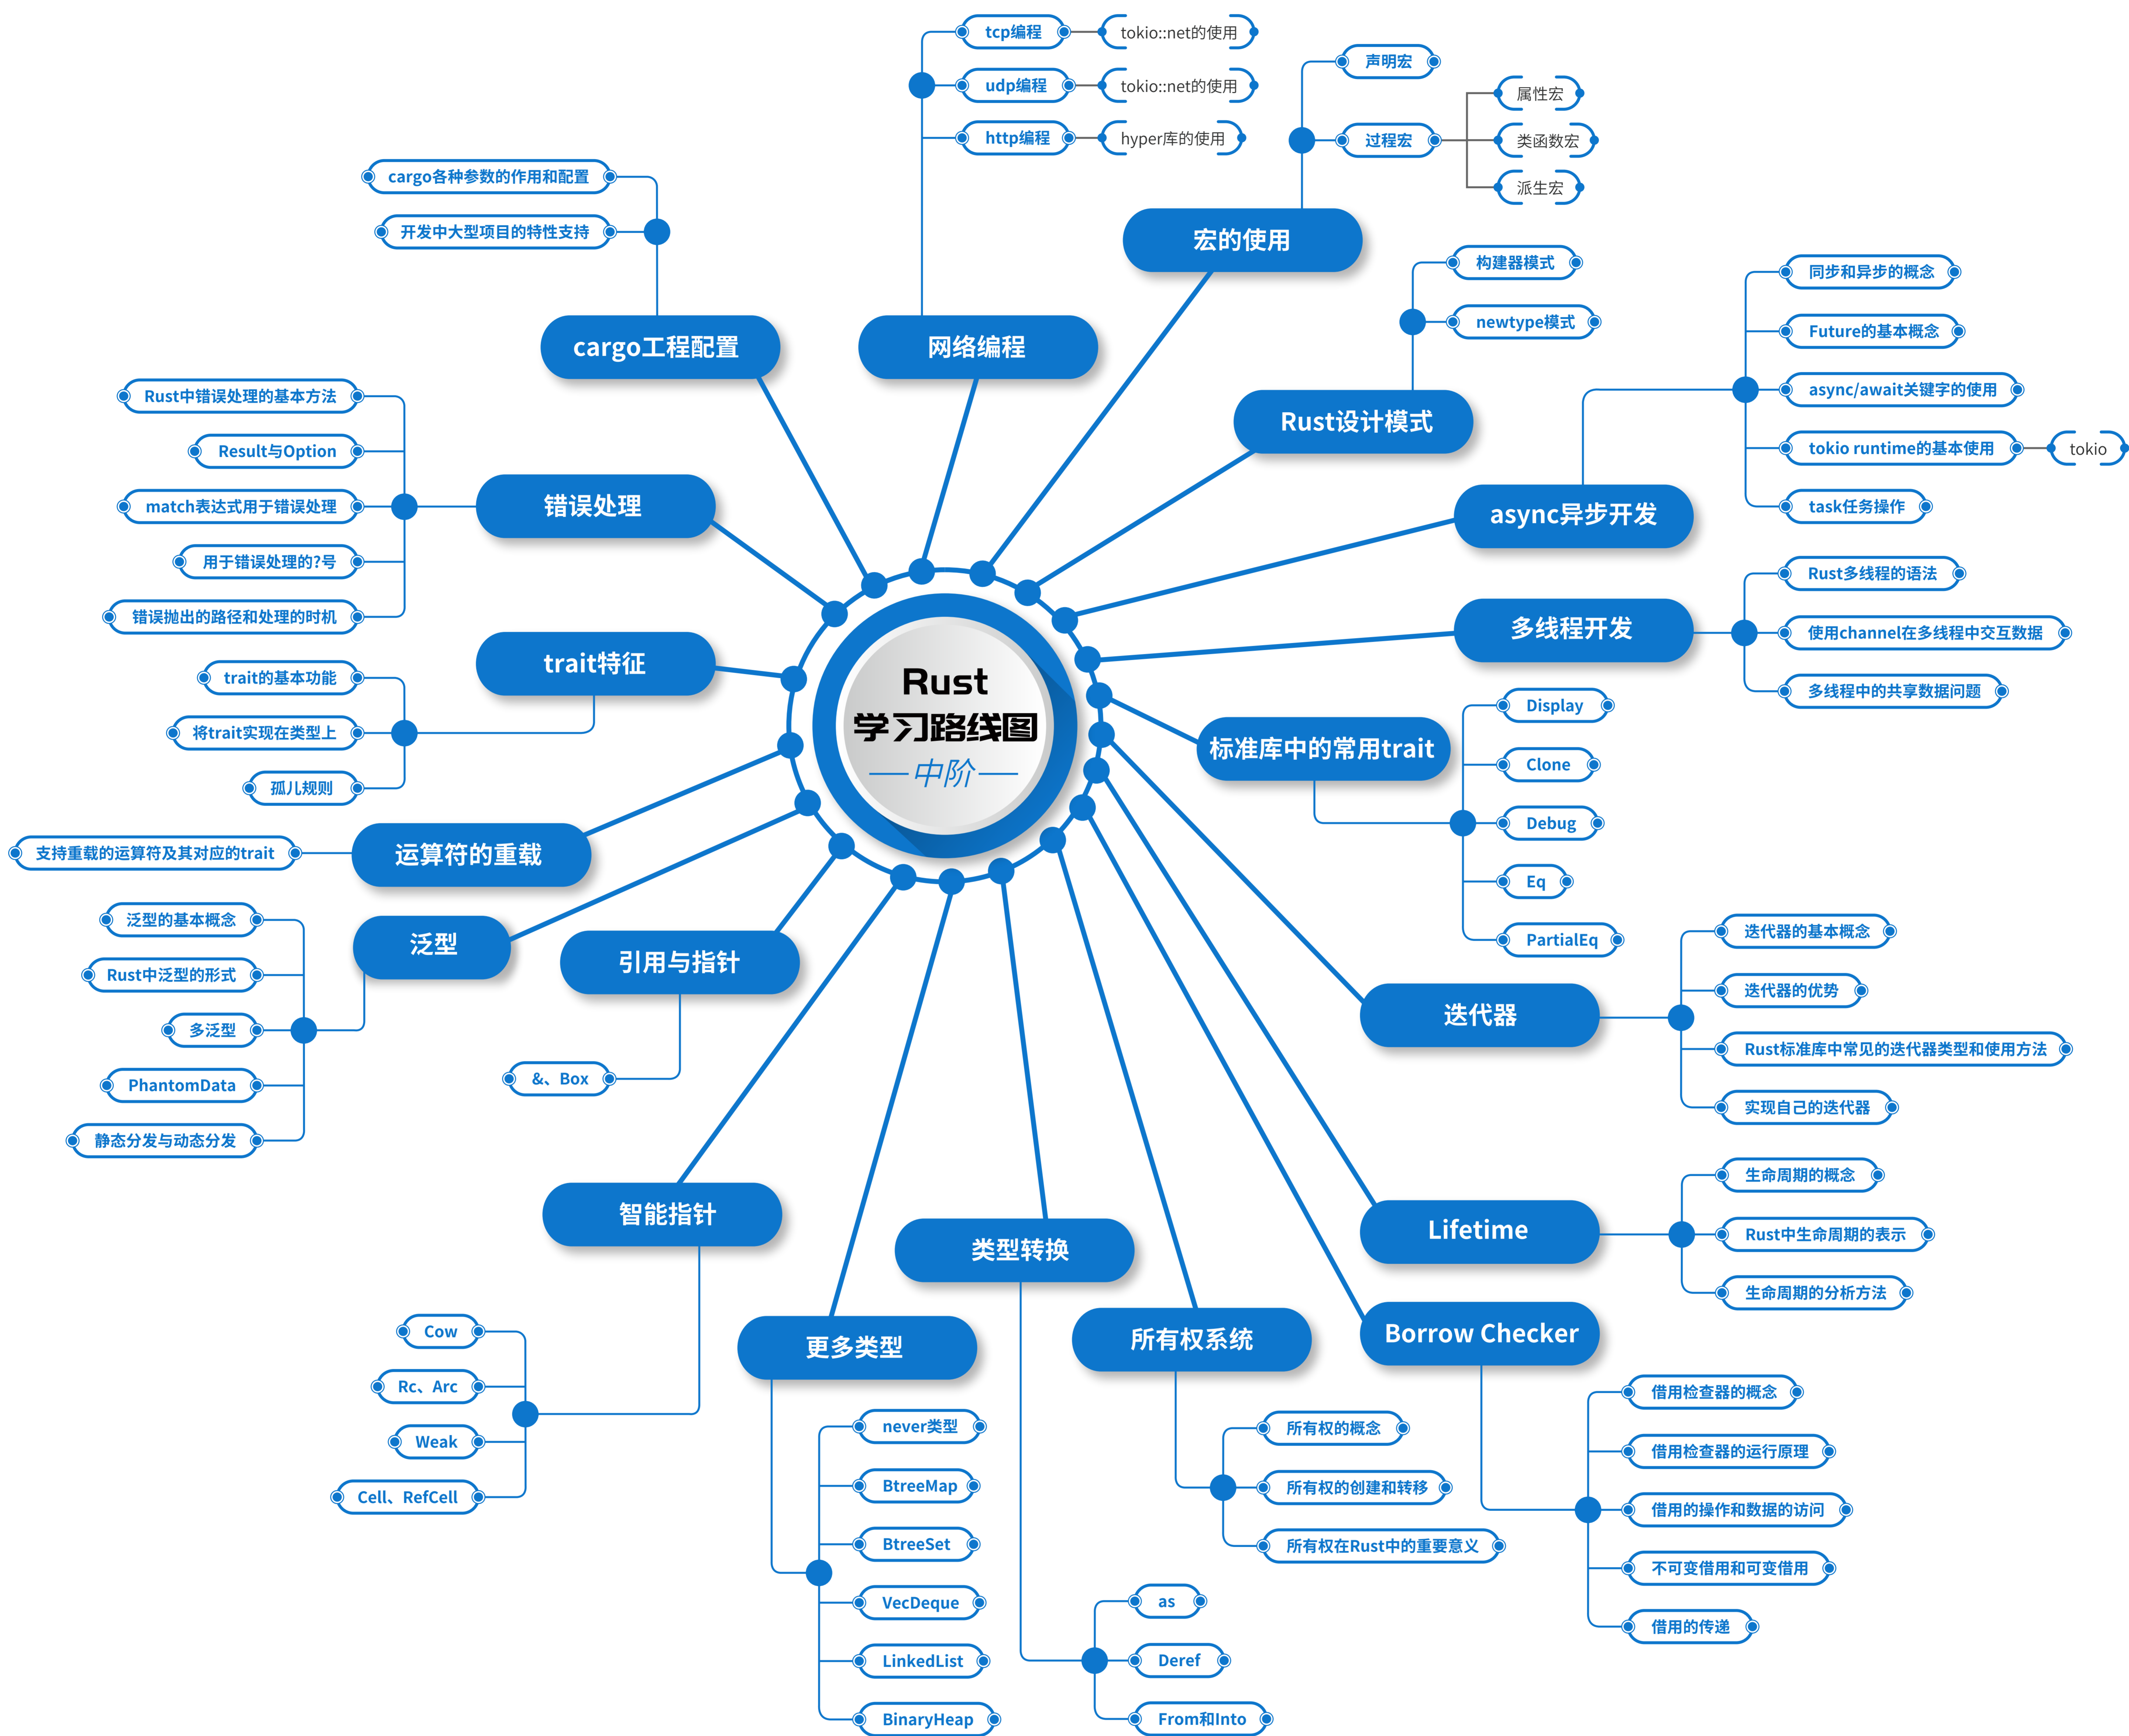 Rust
学习路线图
中阶
网络编程
tcp编程
tokio::net的使用
udp编程
tokio::net的使用
http编程
hyper库的使用
宏的使用
声明宏
过程宏
属性宏
类函数宏
派生宏
Rust设计模式
构建器模式
newtype模式
async异步开发
同步和异步的概念
Future的基本概念
async/await关键字的使用
tokio runtime的基本使用
tokio
task任务操作
多线程开发
Rust多线程的语法
使用channel在多线程中交互数据
多线程中的共享数据问题
标准库中的常用trait
Display
Clone
Debug
Eq
PartialEq
迭代器
迭代器的基本概念
迭代器的优势
Rust标准库中常见的迭代器类型和使用方法
实现自己的迭代器
Lifetime
生命周期的概念
Rust中生命周期的表示
生命周期的分析方法
Borrow Checker
借用检查器的概念
借用检查器的运行原理
借用的操作和数据的访问
不可变借用和可变借用
借用的传递
所有权系统
所有权的概念
所有权的创建和转移
所有权在Rust中的重要意义
类型转换
as
Deref
From和Into
更多类型
never类型
BtreeMap
BtreeSet
VecDeque
LinkedList
BinaryHeap
智能指针
Cow
Rc、Arc
Weak
Cell、RefCell
引用与指针
&、Box
泛型
泛型的基本概念
Rust中泛型的形式
多泛型
PhantomData
静态分发与动态分发
运算符的重载
支持重载的运算符及其对应的trait
trait特征
trait的基本功能
将trait实现在类型上
孤儿规则
错误处理
Rust中错误处理的基本方法
Result与Option
match表达式用于错误处理
用于错误处理的?号
错误抛出的路径和处理的时机
cargo工程配置
cargo各种参数的作用和配置
开发中大型项目的特性支持